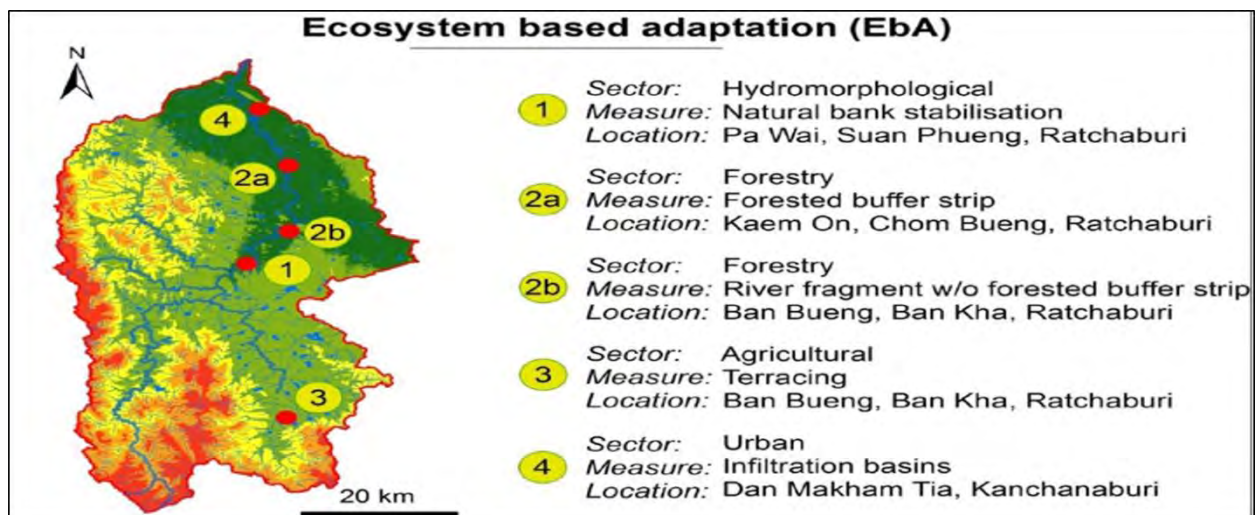 Ecosystem based adaptation (EbA)
N
4
2a
2b
1
3
20 km
1
Sector: Hydromorphological
Measure: Natural bank stabilisation
Location: Pa Wai, Suan Phueng, Ratchaburi
2a
Sector: Forestry
Measure: Forested buffer strip
Location: Kaem On, Chom Bueng, Ratchaburi
2b
Sector: Forestry
Measure: River fragment w/o forested buffer strip
Location: Ban Bueng, Ban Kha, Ratchaburi
3
Sector: Agricultural
Measure: Terracing
Location: Ban Bueng, Ban Kha, Ratchaburi
4
Sector: Urban
Measure: Infiltration basins
Location: Dan Makham Tia, Kanchanaburi